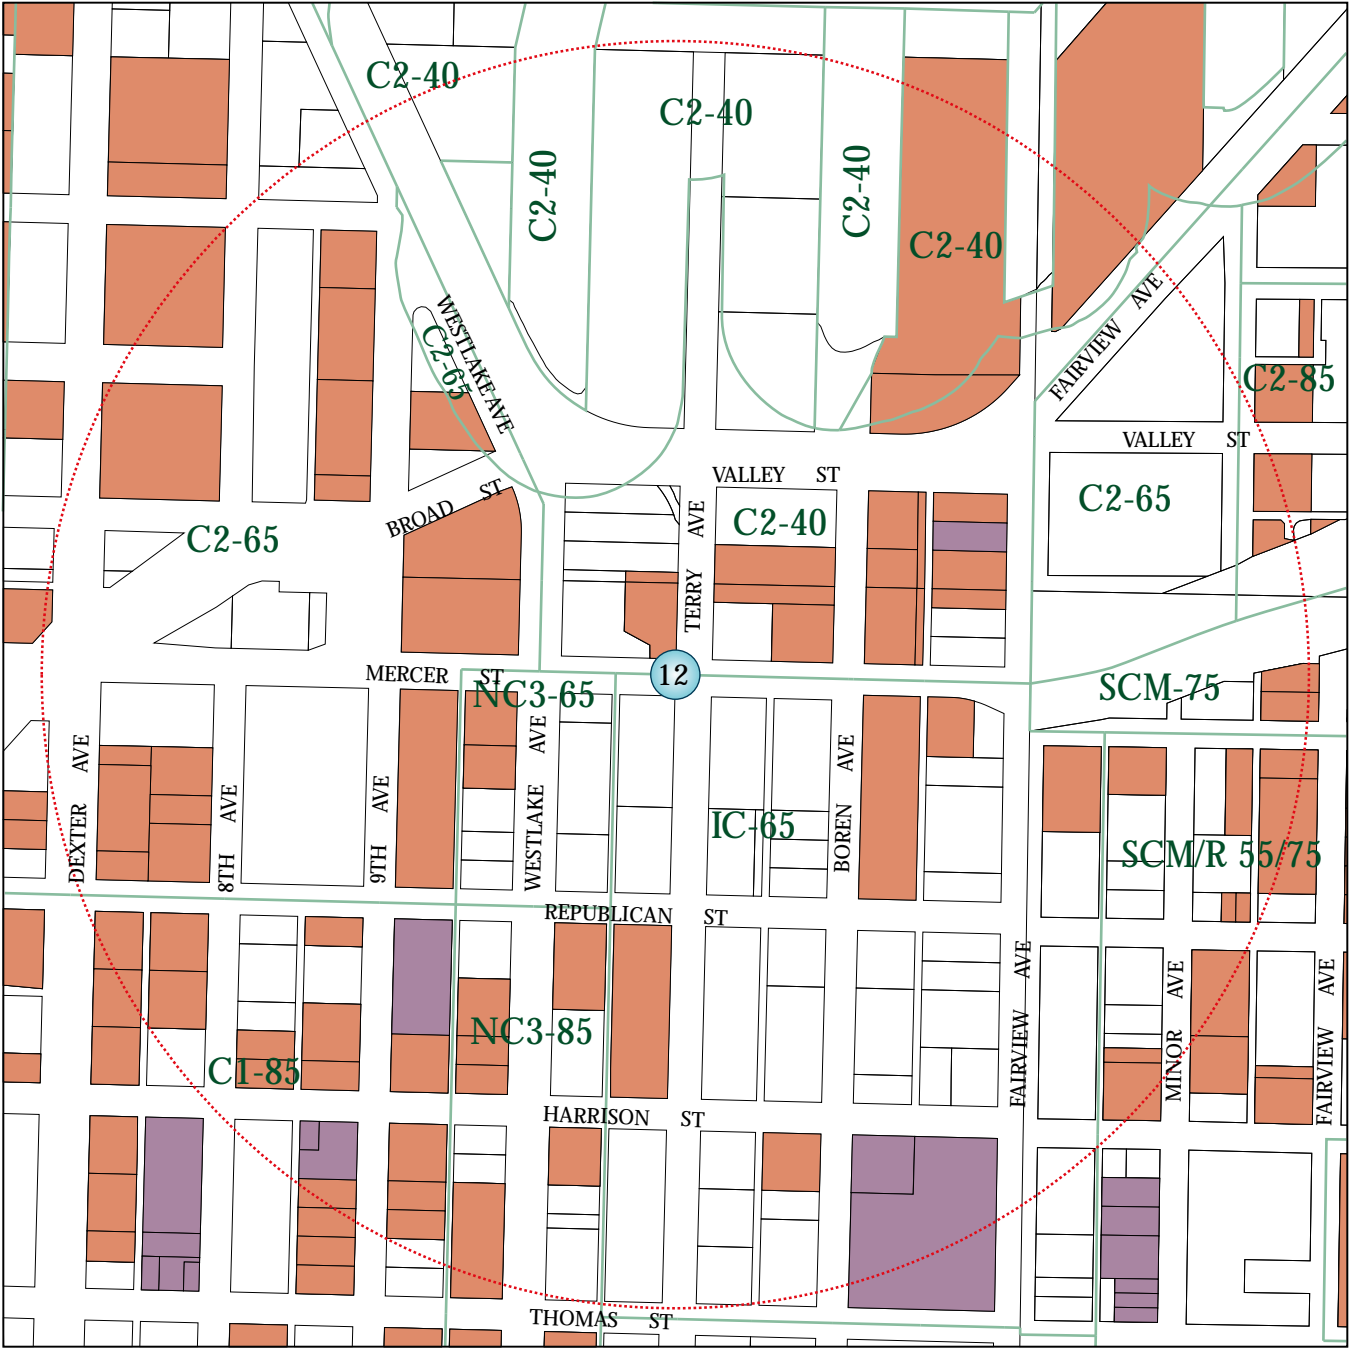 C2-40
C2-40
C2-40
C2-40
C2-40
WESTLAKE AVE
C2-65
FAIRVIEW AVE
C2-85
VALLEY ST
VALLEY ST
BROAD ST
C2-65
C2-40
C2-65
TERRY AVE
MERCER ST
12
NC3-65
SCM-75
DEXTER AVE
8TH AVE
9TH AVE
WESTLAKE AVE
IC-65
BOREN AVE
SCM/R 55/75
REPUBLICAN ST
FAIRVIEW AVE
MINOR AVE
FAIRVIEW AVE
NC3-85
C1-85
HARRISON ST
THOMAS ST